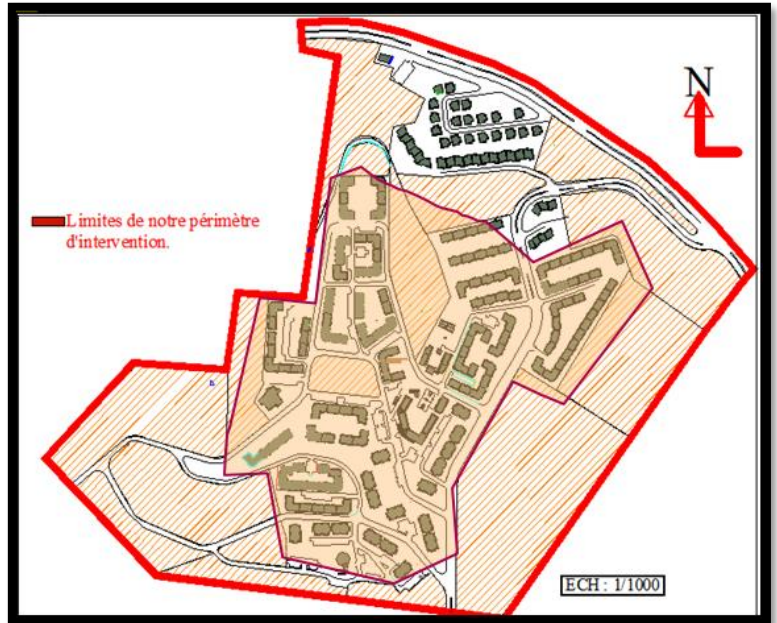 N
Limites de notre périmètre
d'intervention.
ECH : 1/1000